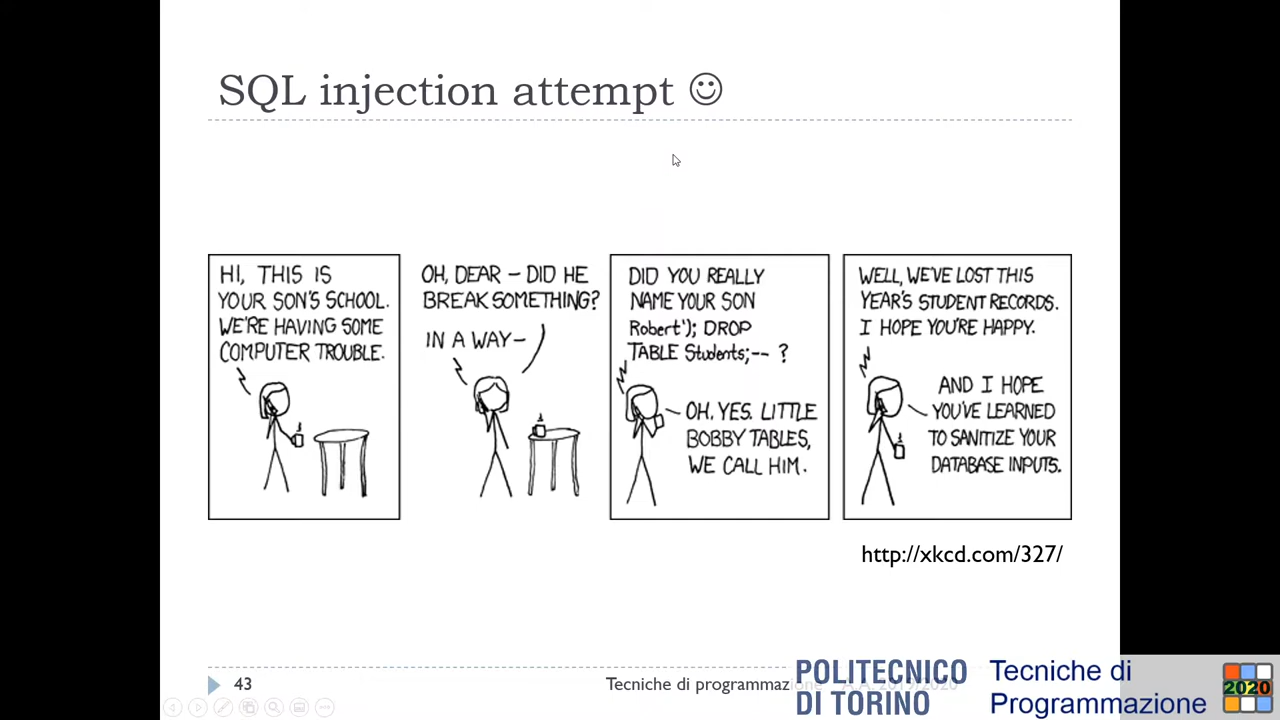 SQL injection attempt ☺
HI, THIS IS
YOUR SON'S SCHOOL.
WE'RE HAVING SOME
COMPUTER TROUBLE.
OH, DEAR – DID HE
BREAK SOMETHING?
IN A WAY–
DID YOU REALLY
NAME YOUR SON
Robert'); DROP
TABLE Students;-- ?
OH, YES. LITTLE
BOBBY TABLES,
WE CALL HIM.
WELL, WE'VE LOST THIS
YEAR'S STUDENT RECORDS.
I HOPE YOU'RE HAPPY.
AND I HOPE
YOU'VE LEARNED
TO SANITIZE YOUR
DATABASE INPUTS.
http://xkcd.com/327/
43
Tecniche di programmazione A.A. 2019/2020
POLITECNICO
DI TORINO
Tecniche di
Programmazione
2020